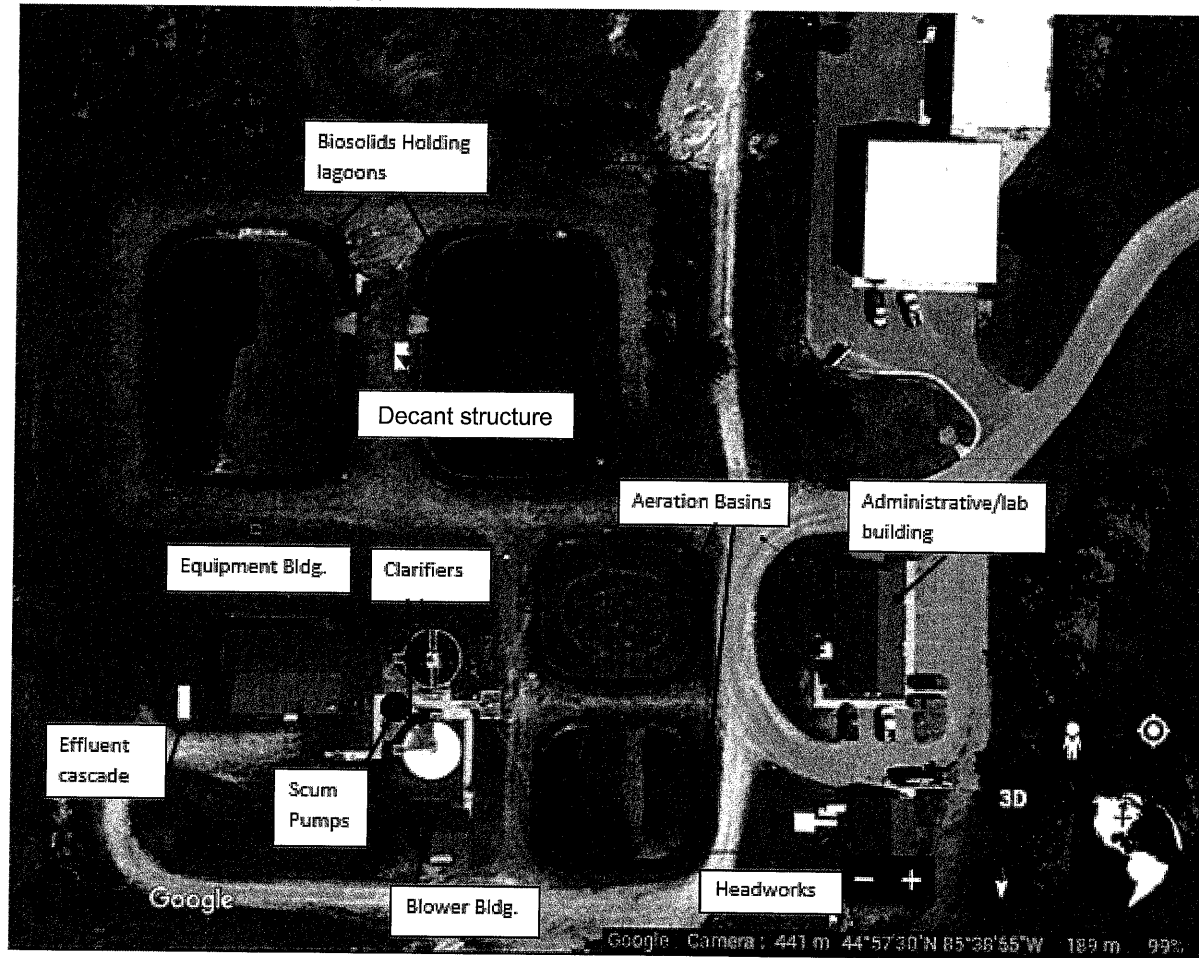 Biosolids Holding
lagoons
Decant structure
Aeration Basins
Administrative/lab
building
Equipment Bldg.
Clarifiers
Effluent
cascade
Scum
Pumps
3D
Blower Bldg.
Headworks
Google
Google Camera: 441 m 44°57'30"N 85°38'55"W 189 m 99%